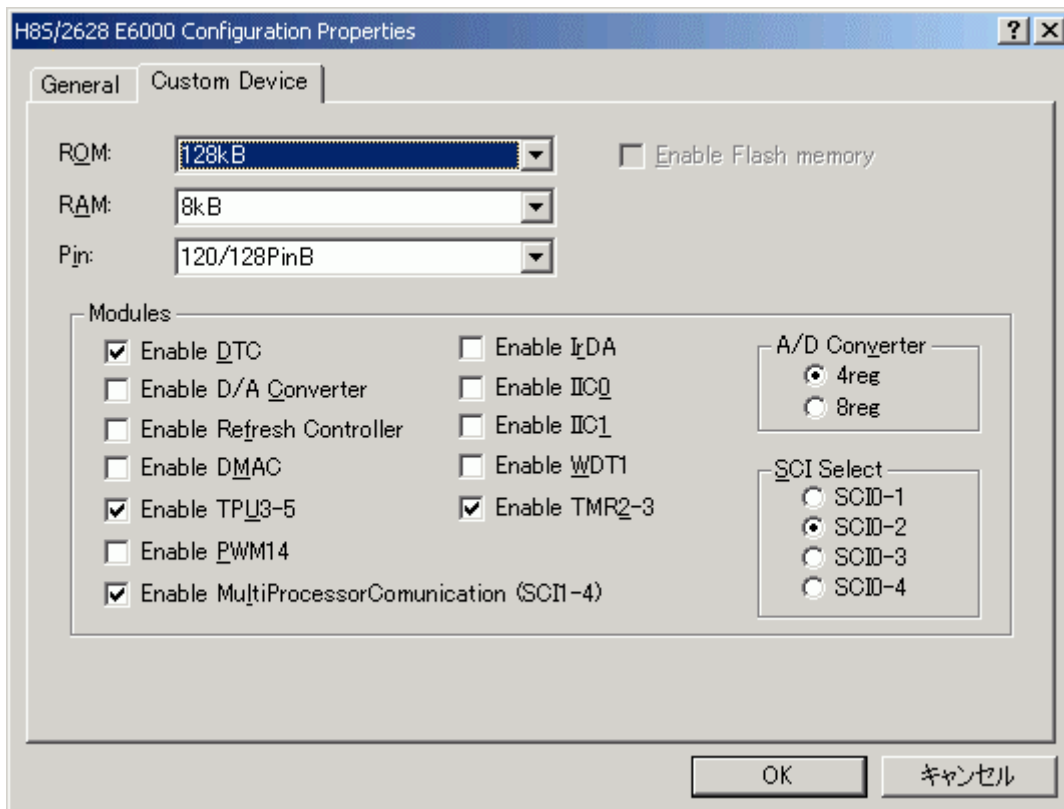 H8S/2628 E6000 Configuration Properties
General Custom Device
ROM: 128kB Enable Flash memory
RAM: 8kB
Pin: 120/128PinB
Modules
Enable DTC
Enable D/A Converter
Enable Refresh Controller
Enable DMAC
Enable TPU3-5
Enable PWM14
Enable MultiProcessorComunication (SCI1-4)
Enable IrDA
Enable IIC0
Enable IIC1
Enable WDT1
Enable TMR2-3
A/D Converter
4reg
8reg
SCI Select
SCI0-1
SCI0-2
SCI0-3
SCI0-4
OK キャンセル